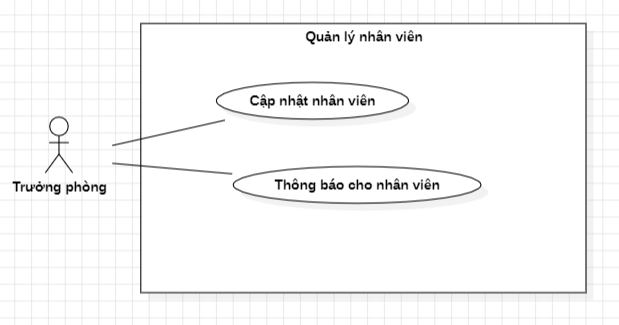 Quản lý nhân viên
Cập nhật nhân viên
Thông báo cho nhân viên
Trưởng phòng